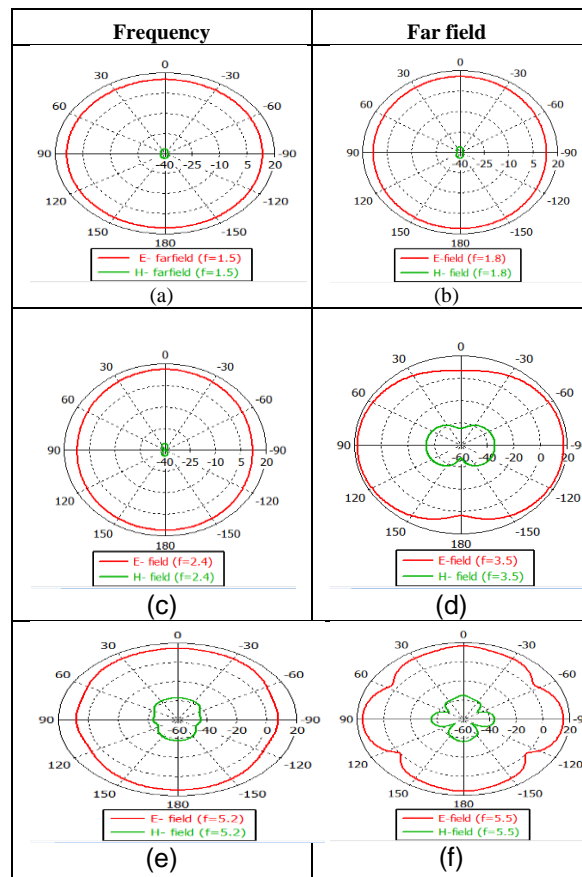 Frequency
Far field
0
30 -30
60 -60
90 -40 -25 -10 5 20 -90
120 -120
150 -150
180
E- farfield (f=1.5)
H- farfield (f=1.5)
(a)
0
30 -30
60 -60
90 -40 -25 -10 5 20 -90
120 -120
150 -150
180
E-field (f=1.8)
H- field (f=1.8)
(b)
0
30 -30
60 -60
90 -40 -25 -10 5 20 -90
120 -120
150 -150
180
E- field (f=2.4)
H- field (f=2.4)
(c)
0
30 -30
60 -60
90 -60 -40 -20 0 20 -90
120 -120
150 -150
180
E-field (f=3.5)
H- field (f=3.5)
(d)
0
30 -30
60 -60
90 -60 -40 -20 0 20 -90
120 -120
150 -150
180
E- field (f=5.2)
H- field (f=5.2)
(e)
0
30 -30
60 -60
90 -60 -40 -20 0 20 -90
120 -120
150 -150
180
E-field (f=5.5)
H-field (f=5.5)
(f)